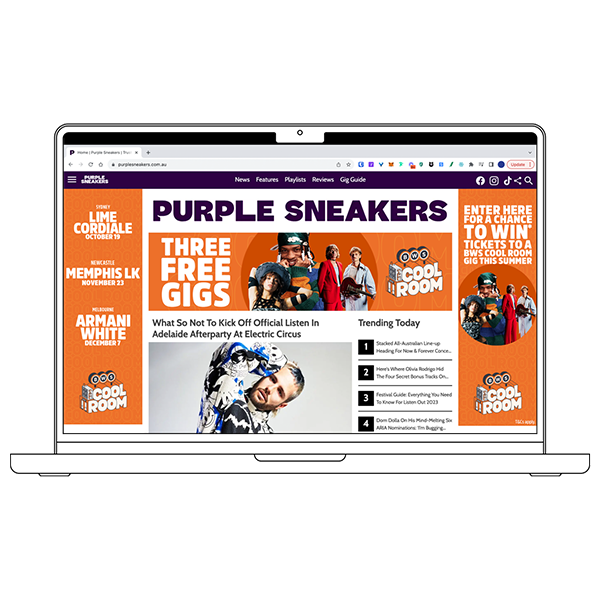 Home | Purple Sneakers | Tryin
Update
purplesneakers.com.au
PURPLE
SNEAKERS
News Features Playlists Reviews Gig Guide
PURPLE SNEAKERS
SYDNEY
LIME
CORDIALE
OCTOBER 19
NEWCASTLE
MEMPHIS LK
NOVEMBER 23
MELBOURNE
ARMANI
WHITE
DECEMBER 7
BWS
COOL
ROOM
THREE
FREE
GIGS
BWS
COOL
ROOM
ENTER HERE
FOR A CHANCE
TO WIN*
TICKETS TO A
BWS COOL ROOM
GIG THIS SUMMER
BWS
COOL
ROOM
What So Not To Kick Off Official Listen In
Adelaide Afterparty At Electric Circus
Trending Today
1 Stacked All-Australian Line-up
Heading For Now & Forever Conce...
2 Here's Where Olivia Rodrigo Hid
The Four Secret Bonus Tracks On...
3 Festival Guide: Everything You Need
To Know For Listen Out 2023
4 Dom Dolla On His Mind-Melting Six
ARIA Nominations: 'I'm Bugging...